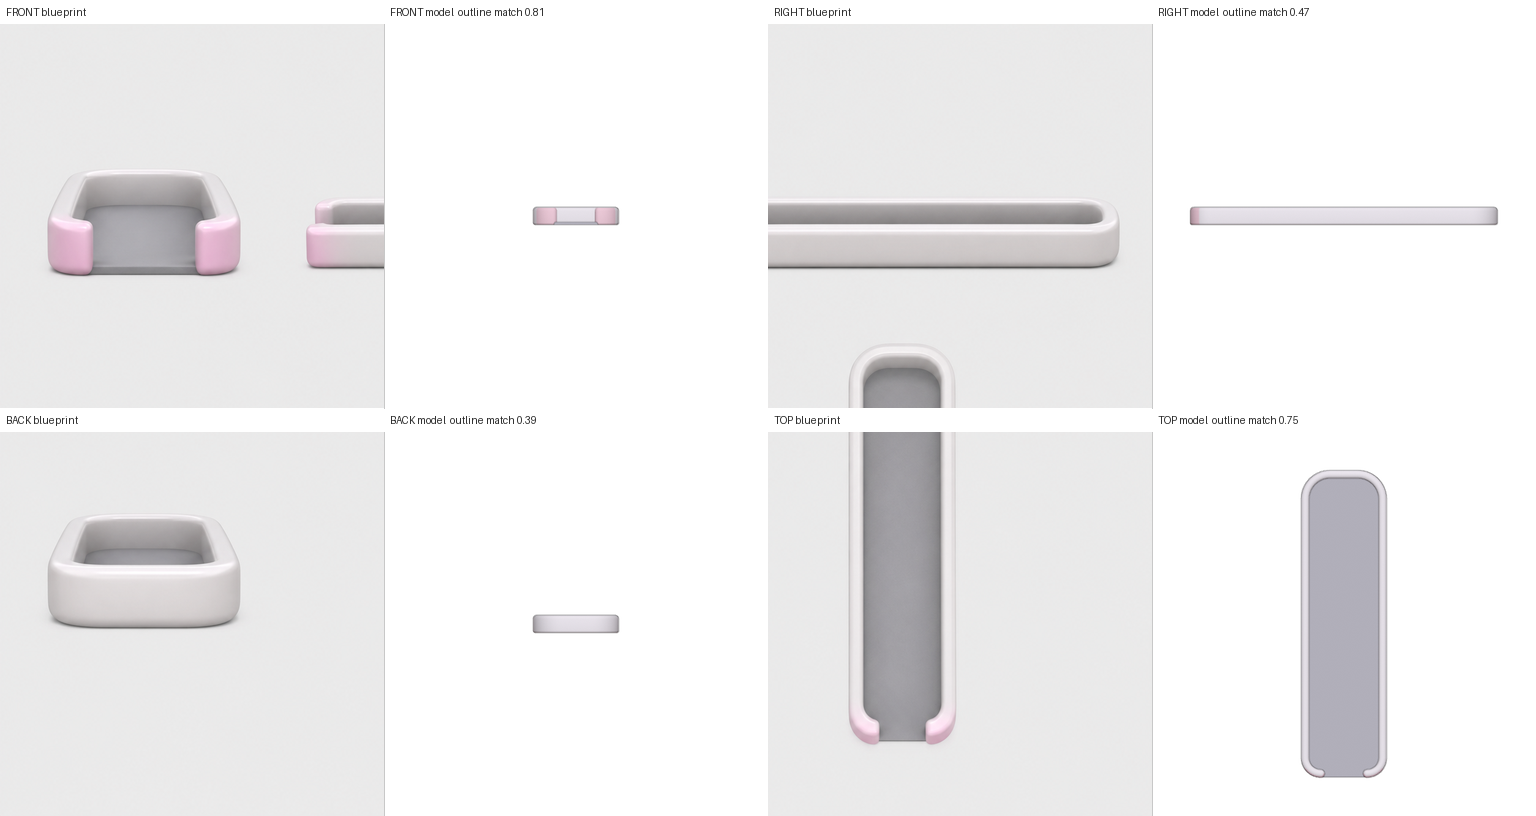 FRONT blueprint
FRONT model outline match 0.81
RIGHT blueprint
RIGHT model outline match 0.47
BACK blueprint
BACK model outline match 0.39
TOP blueprint
TOP model outline match 0.75